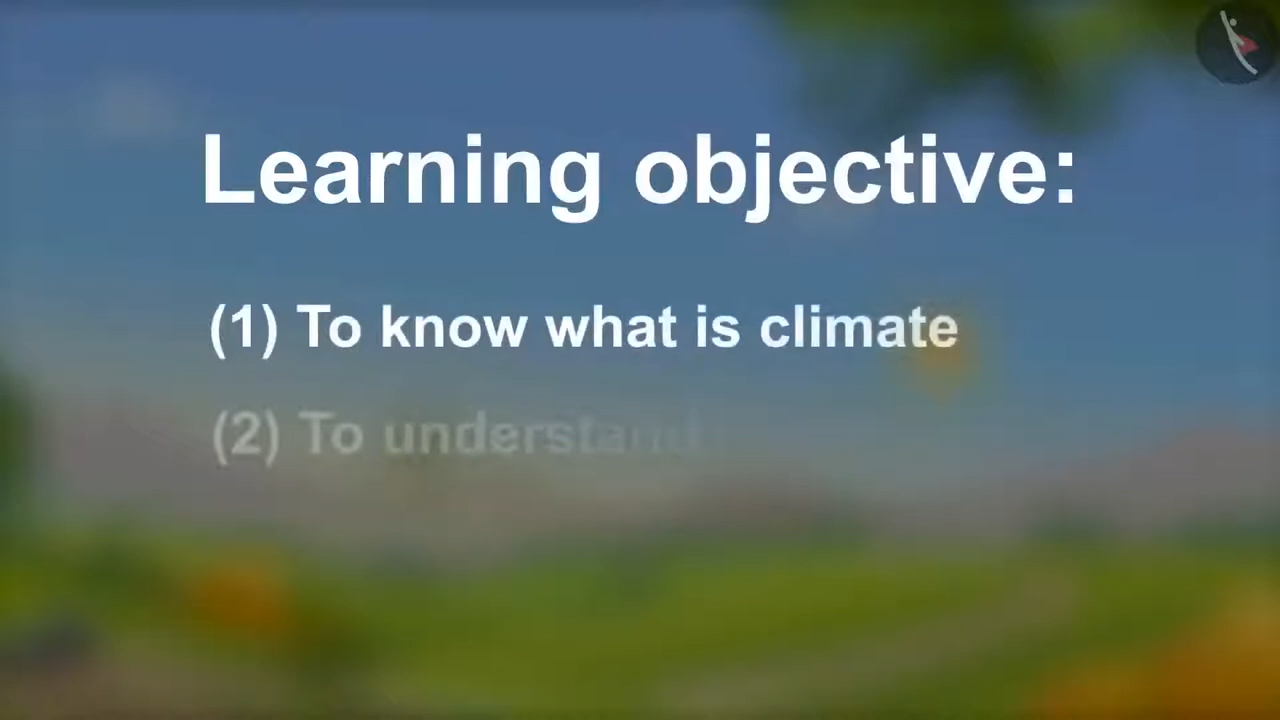 Learning objective:
(1) To know what is climate
(2) To understand